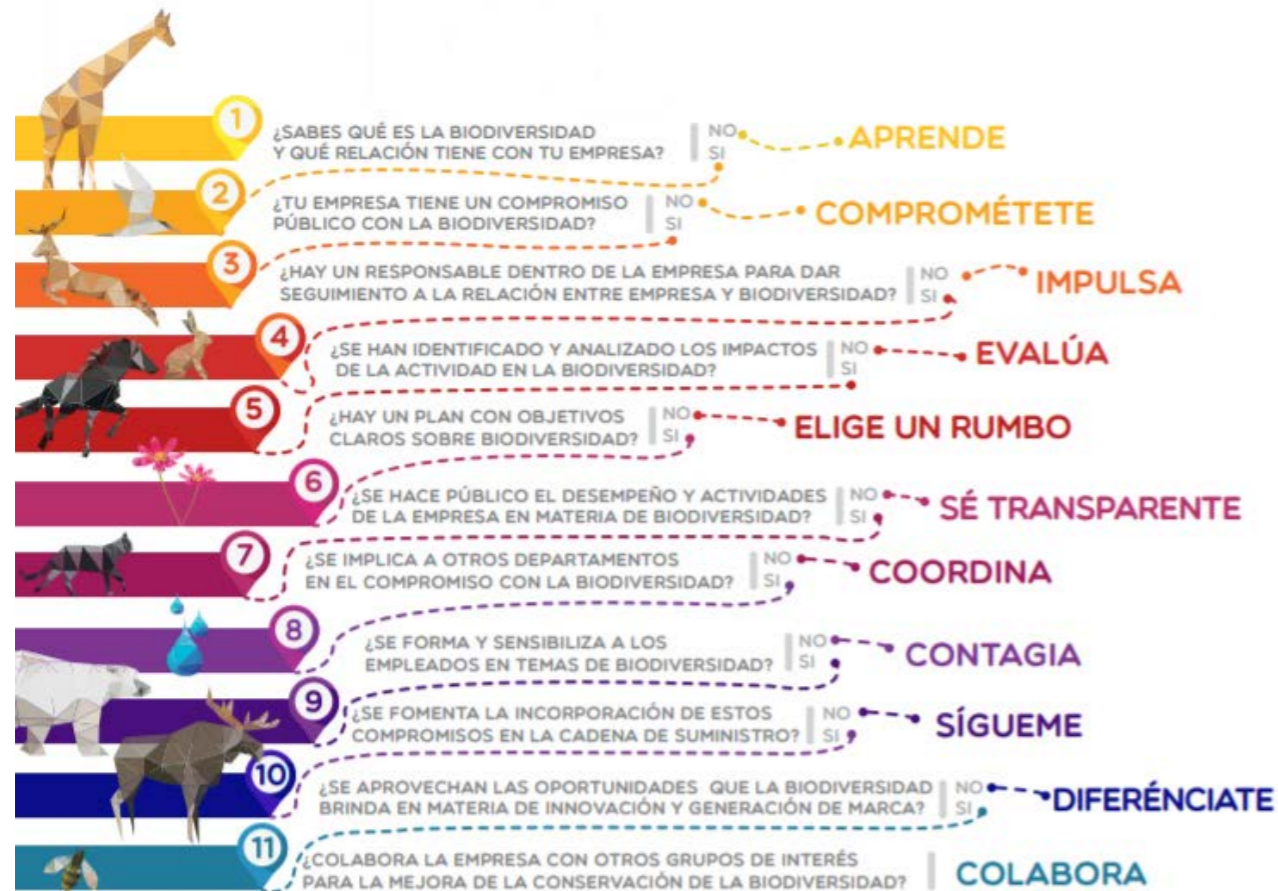 1
¿SABES QUÉ ES LA BIODIVERSIDAD
Y QUÉ RELACIÓN TIENE CON TU EMPRESA?
NO
SI
APRENDE
2
¿TU EMPRESA TIENE UN COMPROMISO
PÚBLICO CON LA BIODIVERSIDAD?
NO
SI
COMPROMÉTETE
3
¿HAY UN RESPONSABLE DENTRO DE LA EMPRESA PARA DAR
SEGUIMIENTO A LA RELACIÓN ENTRE EMPRESA Y BIODIVERSIDAD?
NO
SI
IMPULSA
4
¿SE HAN IDENTIFICADO Y ANALIZADO LOS IMPACTOS
DE LA ACTIVIDAD EN LA BIODIVERSIDAD?
NO
SI
EVALÚA
5
¿HAY UN PLAN CON OBJETIVOS
CLAROS SOBRE BIODIVERSIDAD?
NO
SI
ELIGE UN RUMBO
6
¿SE HACE PÚBLICO EL DESEMPEÑO Y ACTIVIDADES
DE LA EMPRESA EN MATERIA DE BIODIVERSIDAD?
NO
SI
SÉ TRANSPARENTE
7
¿SE IMPLICA A OTROS DEPARTAMENTOS
EN EL COMPROMISO CON LA BIODIVERSIDAD?
NO
SI
COORDINA
8
¿SE FORMA Y SENSIBILIZA A LOS
EMPLEADOS EN TEMAS DE BIODIVERSIDAD?
NO
SI
CONTAGIA
9
¿SE FOMENTA LA INCORPORACIÓN DE ESTOS
COMPROMISOS EN LA CADENA DE SUMINISTRO?
NO
SI
SÍGUEME
10
¿SE APROVECHAN LAS OPORTUNIDADES QUE LA BIODIVERSIDAD
BRINDA EN MATERIA DE INNOVACIÓN Y GENERACIÓN DE MARCA?
NO
SI
DIFERÉNCIATE
11
¿COLABORA LA EMPRESA CON OTROS GRUPOS DE INTERÉS
PARA LA MEJORA DE LA CONSERVACIÓN DE LA BIODIVERSIDAD?
COLABORA